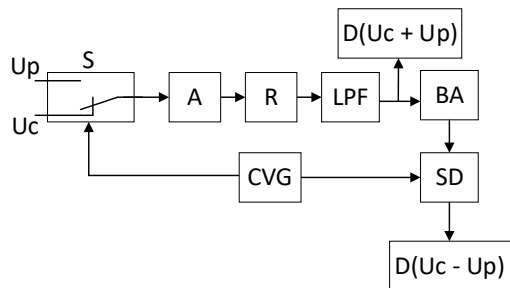 D(Uc + Up)
Up
S
A
R
LPF
BA
Uc
CVG
SD
D(Uc - Up)